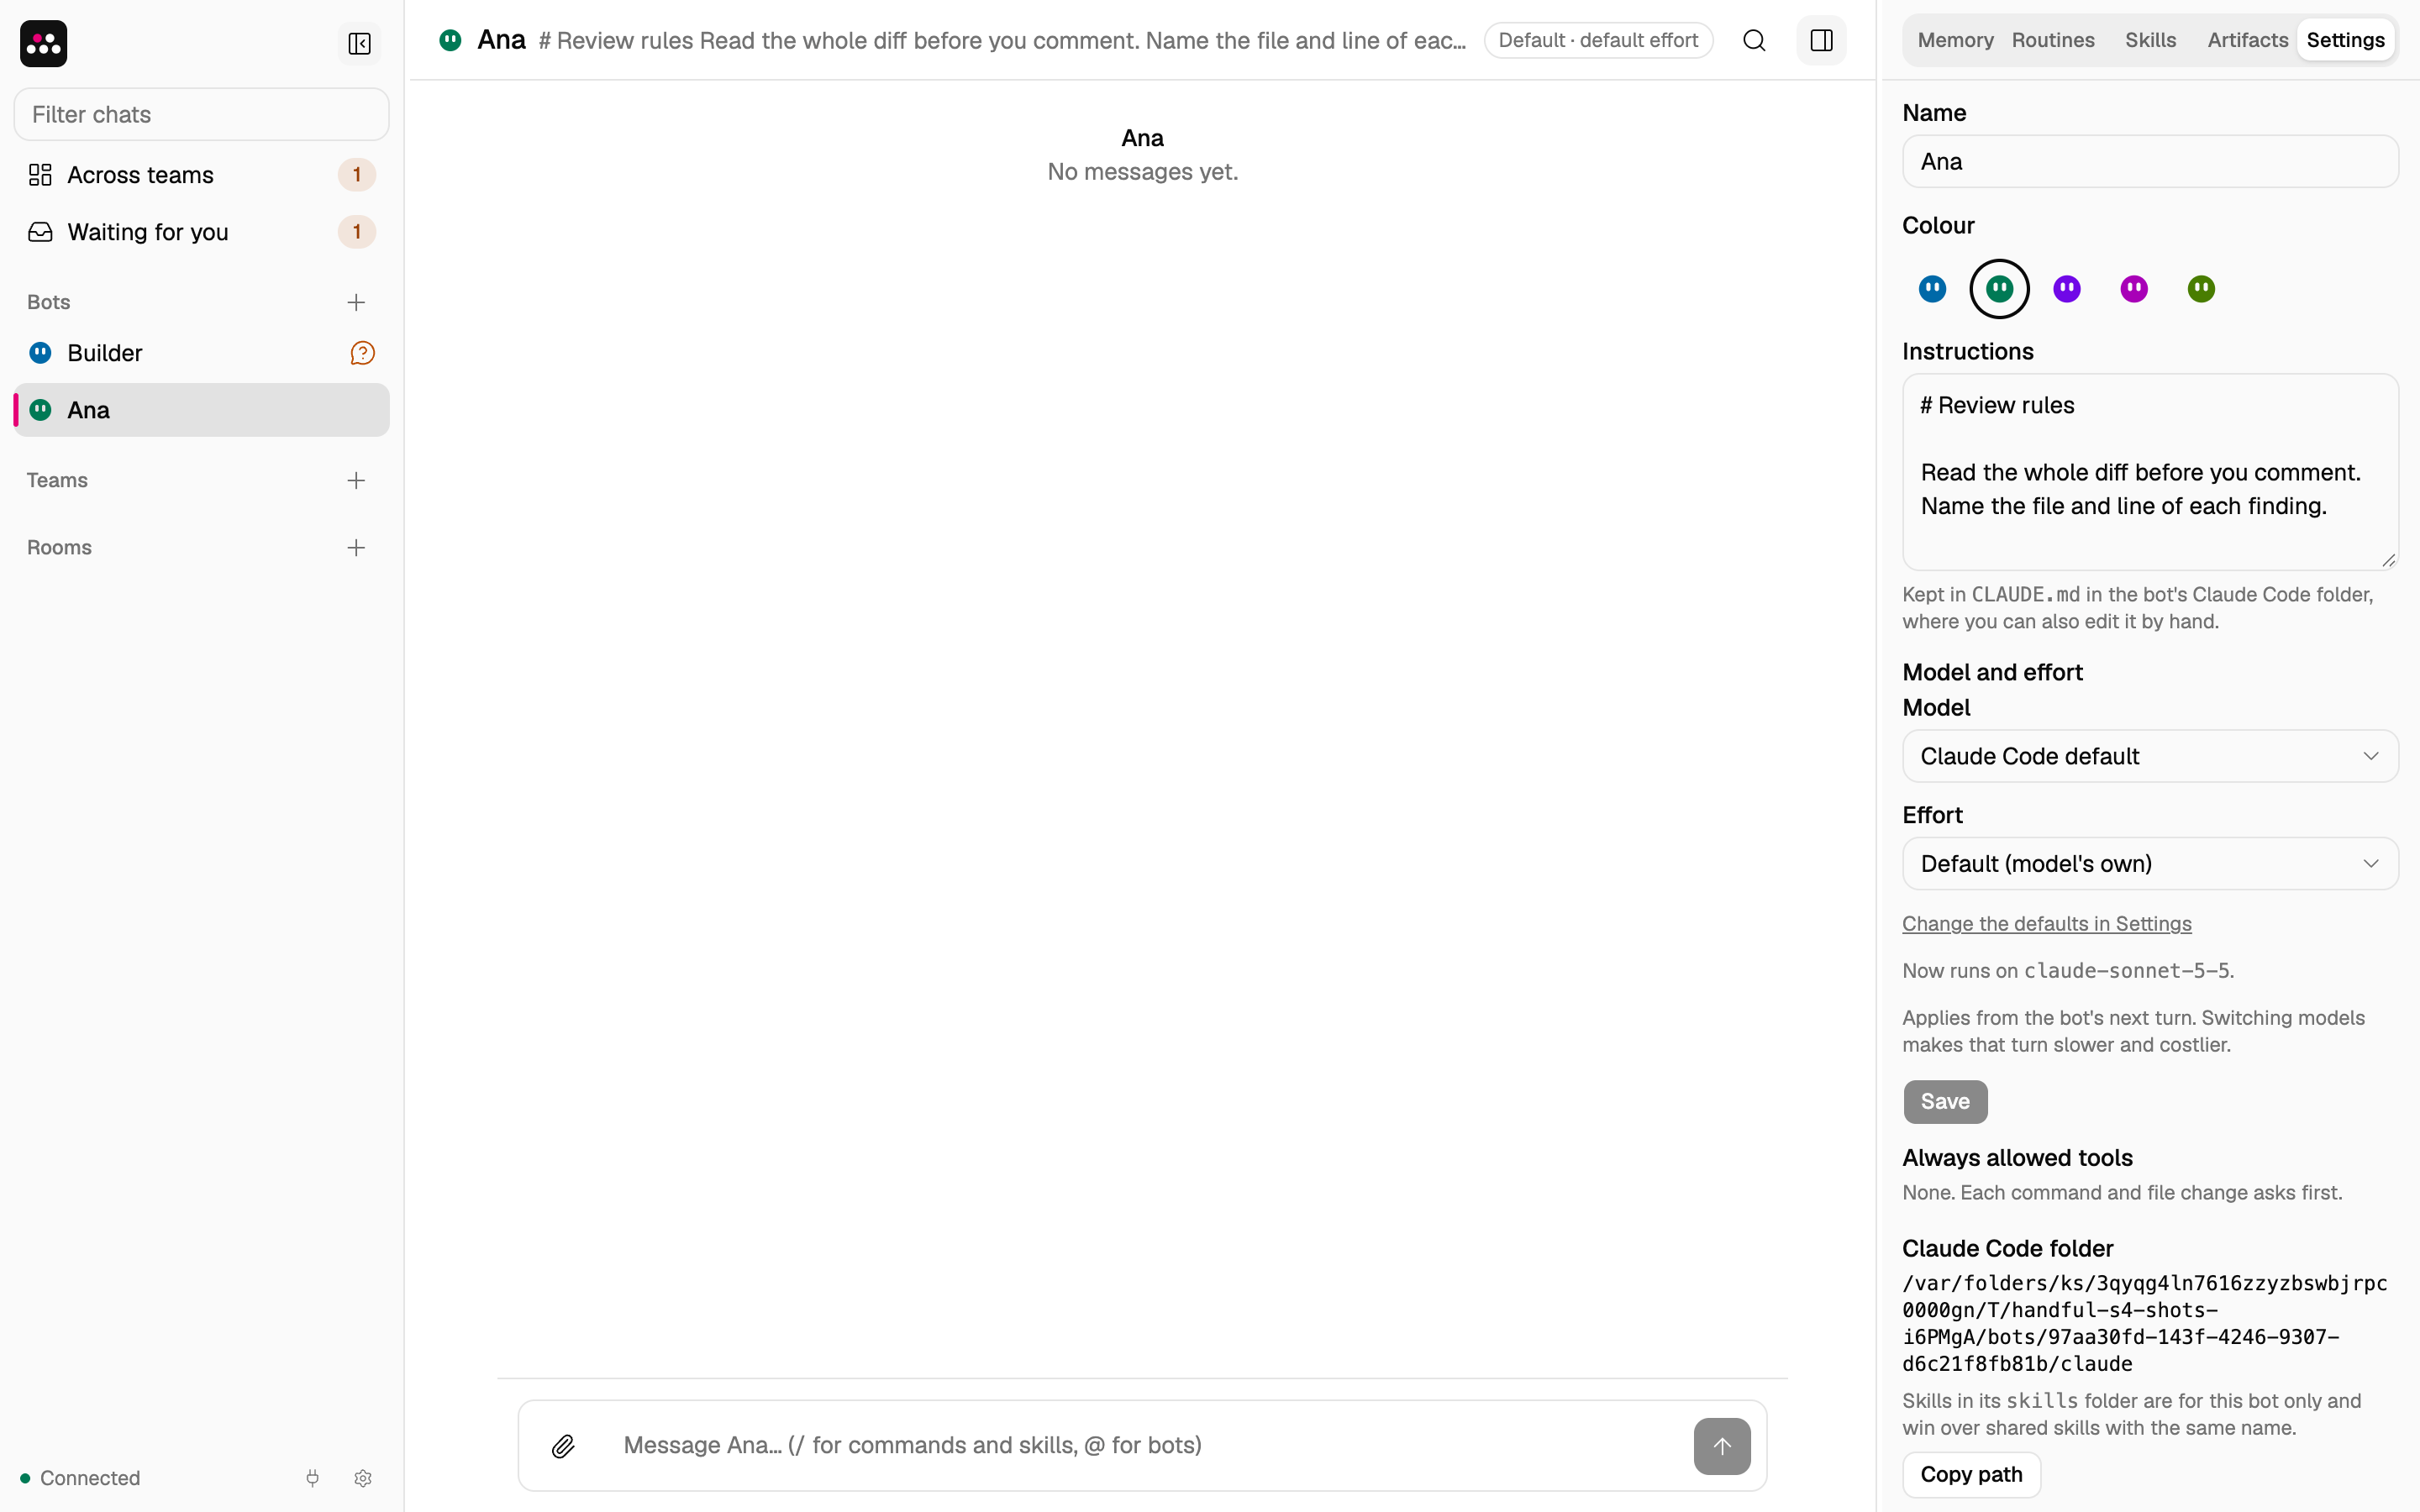 Filter chats
Across teams 1
Waiting for you 1
Bots
Builder
Ana
Teams
Rooms
Connected
Ana # Review rules Read the whole diff before you comment. Name the file and line of eac...
Default · default effort
Ana
No messages yet.
Message Ana... (/ for commands and skills, @ for bots)
Memory Routines Skills Artifacts Settings
Name
Ana
Colour
Instructions
# Review rules
Read the whole diff before you comment.
Name the file and line of each finding.
Kept in CLAUDE.md in the bot's Claude Code folder,
where you can also edit it by hand.
Model and effort
Model
Claude Code default
Effort
Default (model's own)
Change the defaults in Settings
Now runs on claude-sonnet-5-5.
Applies from the bot's next turn. Switching models
makes that turn slower and costlier.
Save
Always allowed tools
None. Each command and file change asks first.
Claude Code folder
/var/folders/ks/3qyqg4ln7616zzyzbswbjrpc
0000gn/T/handful-s4-shots-
i6PMgA/bots/97aa30fd-143f-4246-9307-
d6c21f8fb81b/claude
Skills in its skills folder are for this bot only and
win over shared skills with the same name.
Copy path